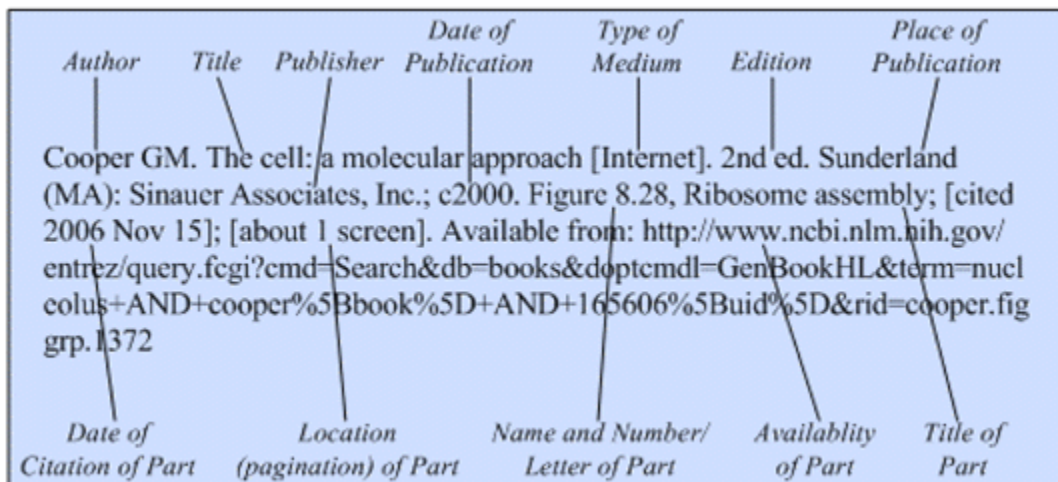 Date of Type of Place of
Author Title Publisher Publication Medium Edition Publication
Cooper GM. The cell: a molecular approach [Internet]. 2nd ed. Sunderland
(MA): Sinauer Associates, Inc.; c2000. Figure 8.28, Ribosome assembly; [cited
2006 Nov 15]; [about 1 screen]. Available from: http://www.ncbi.nlm.nih.gov/
entrez/query.fcgi?cmd=Search&db=books&doptcmdl=GenBookHL&term=nucl
eolus+AND+cooper%5Bbook%5D+AND+165606%5Buid%5D&rid=cooper.fig
grp.1372
Date of Location Name and Number/ Availablity Title of
Citation of Part (pagination) of Part Letter of Part of Part Part